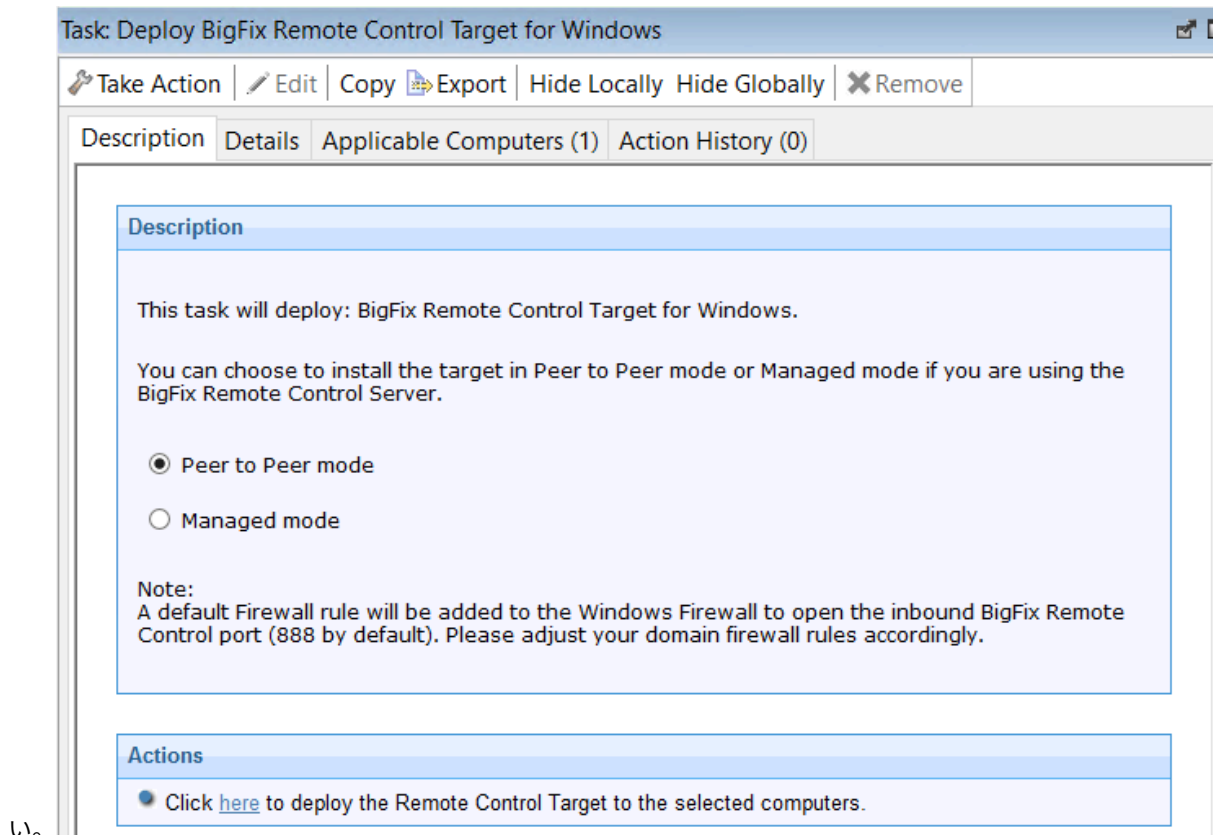 Task: Deploy BigFix Remote Control Target for Windows
Take Action Edit Copy Export Hide Locally Hide Globally Remove
Description Details Applicable Computers (1) Action History (0)
Description
This task will deploy: BigFix Remote Control Target for Windows.
You can choose to install the target in Peer to Peer mode or Managed mode if you are using the
BigFix Remote Control Server.
Peer to Peer mode
Managed mode
Note:
A default Firewall rule will be added to the Windows Firewall to open the inbound BigFix Remote
Control port (888 by default). Please adjust your domain firewall rules accordingly.
Actions
Click here to deploy the Remote Control Target to the selected computers.
い。